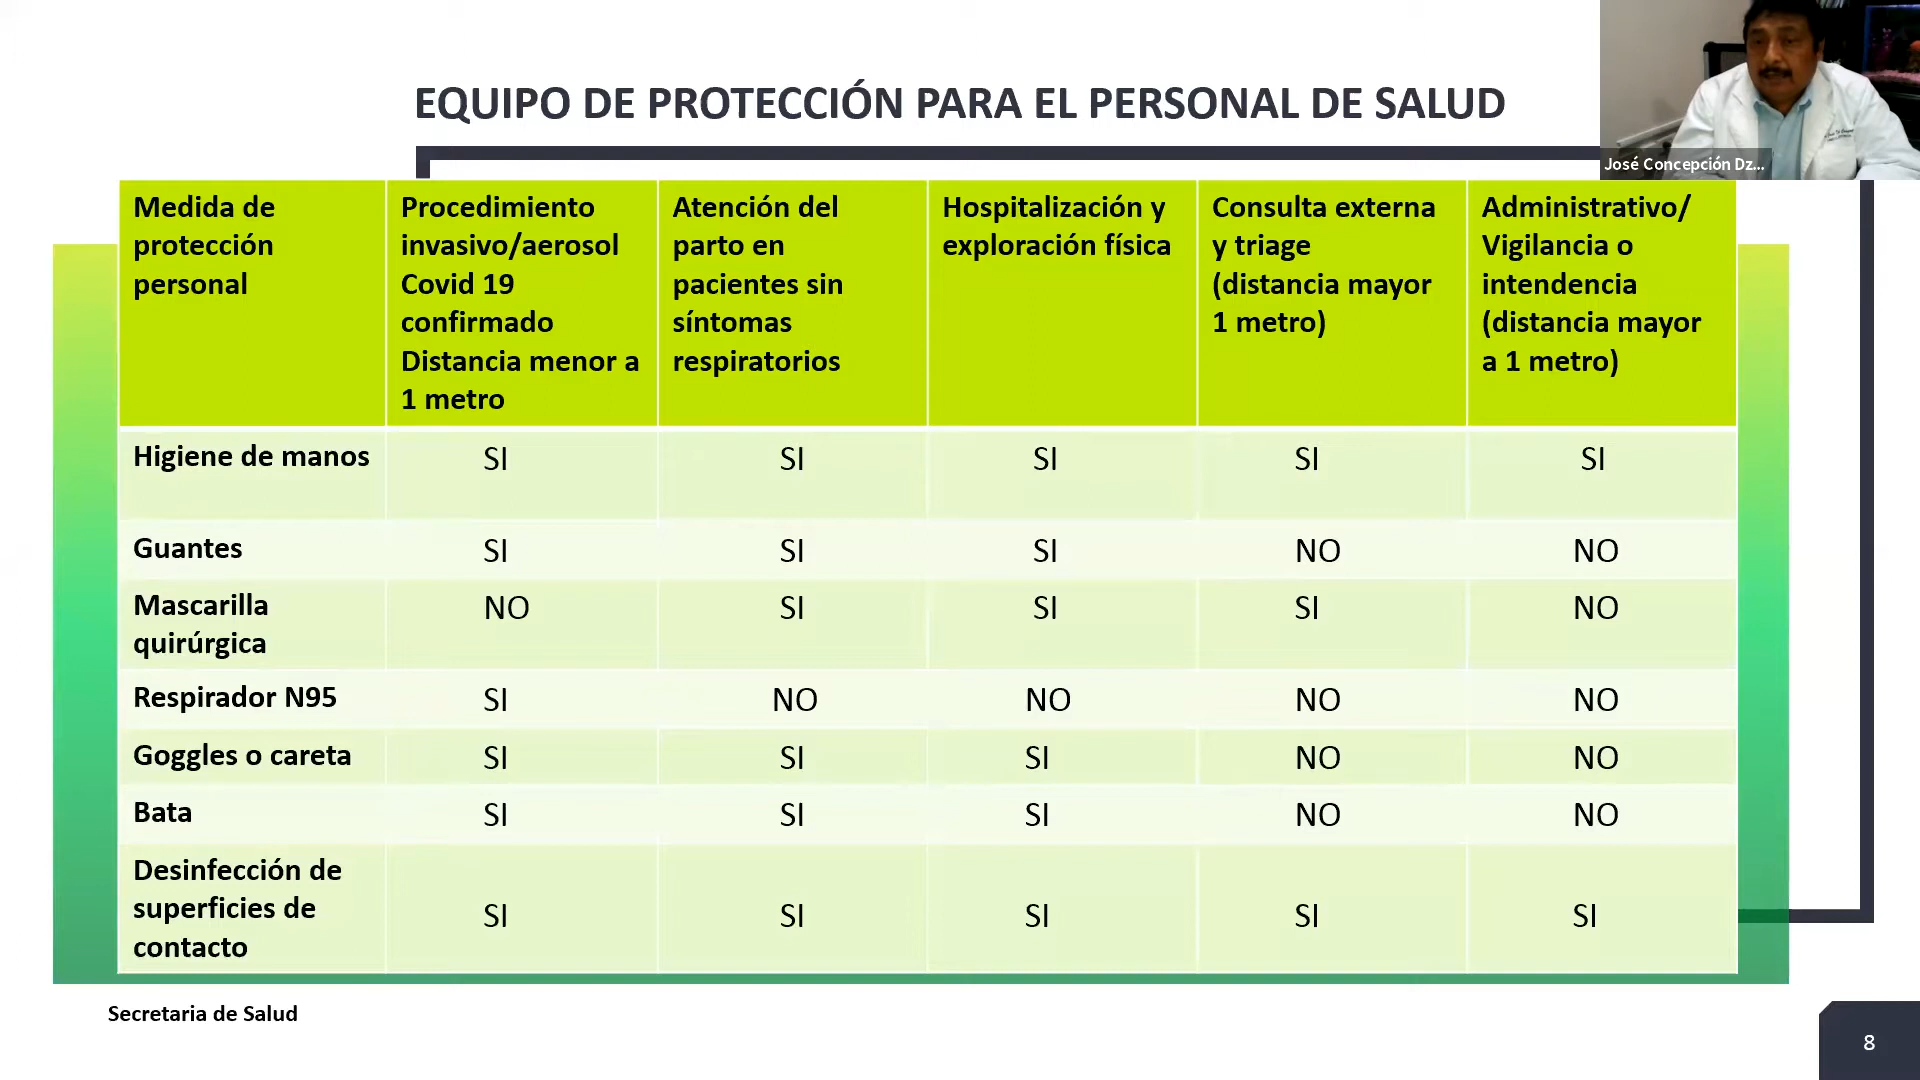 EQUIPO DE PROTECCIÓN PARA EL PERSONAL DE SALUD
José Concepción Dz...
Medida de
protección
personal
Procedimiento
invasivo/aerosol
Covid 19
confirmado
Distancia menor a
1 metro
Atención del
parto en
pacientes sin
síntomas
respiratorios
Hospitalización y
exploración física
Consulta externa
y triage
(distancia mayor
1 metro)
Administrativo/
Vigilancia o
intendencia
(distancia mayor
a 1 metro)
Higiene de manos SI SI SI SI SI
Guantes SI SI SI NO NO
Mascarilla
quirúrgica NO SI SI SI NO
Respirador N95 SI NO NO NO NO
Goggles o careta SI SI SI NO NO
Bata SI SI SI NO NO
Desinfección de
superficies de
contacto SI SI SI SI SI
Secretaria de Salud
8